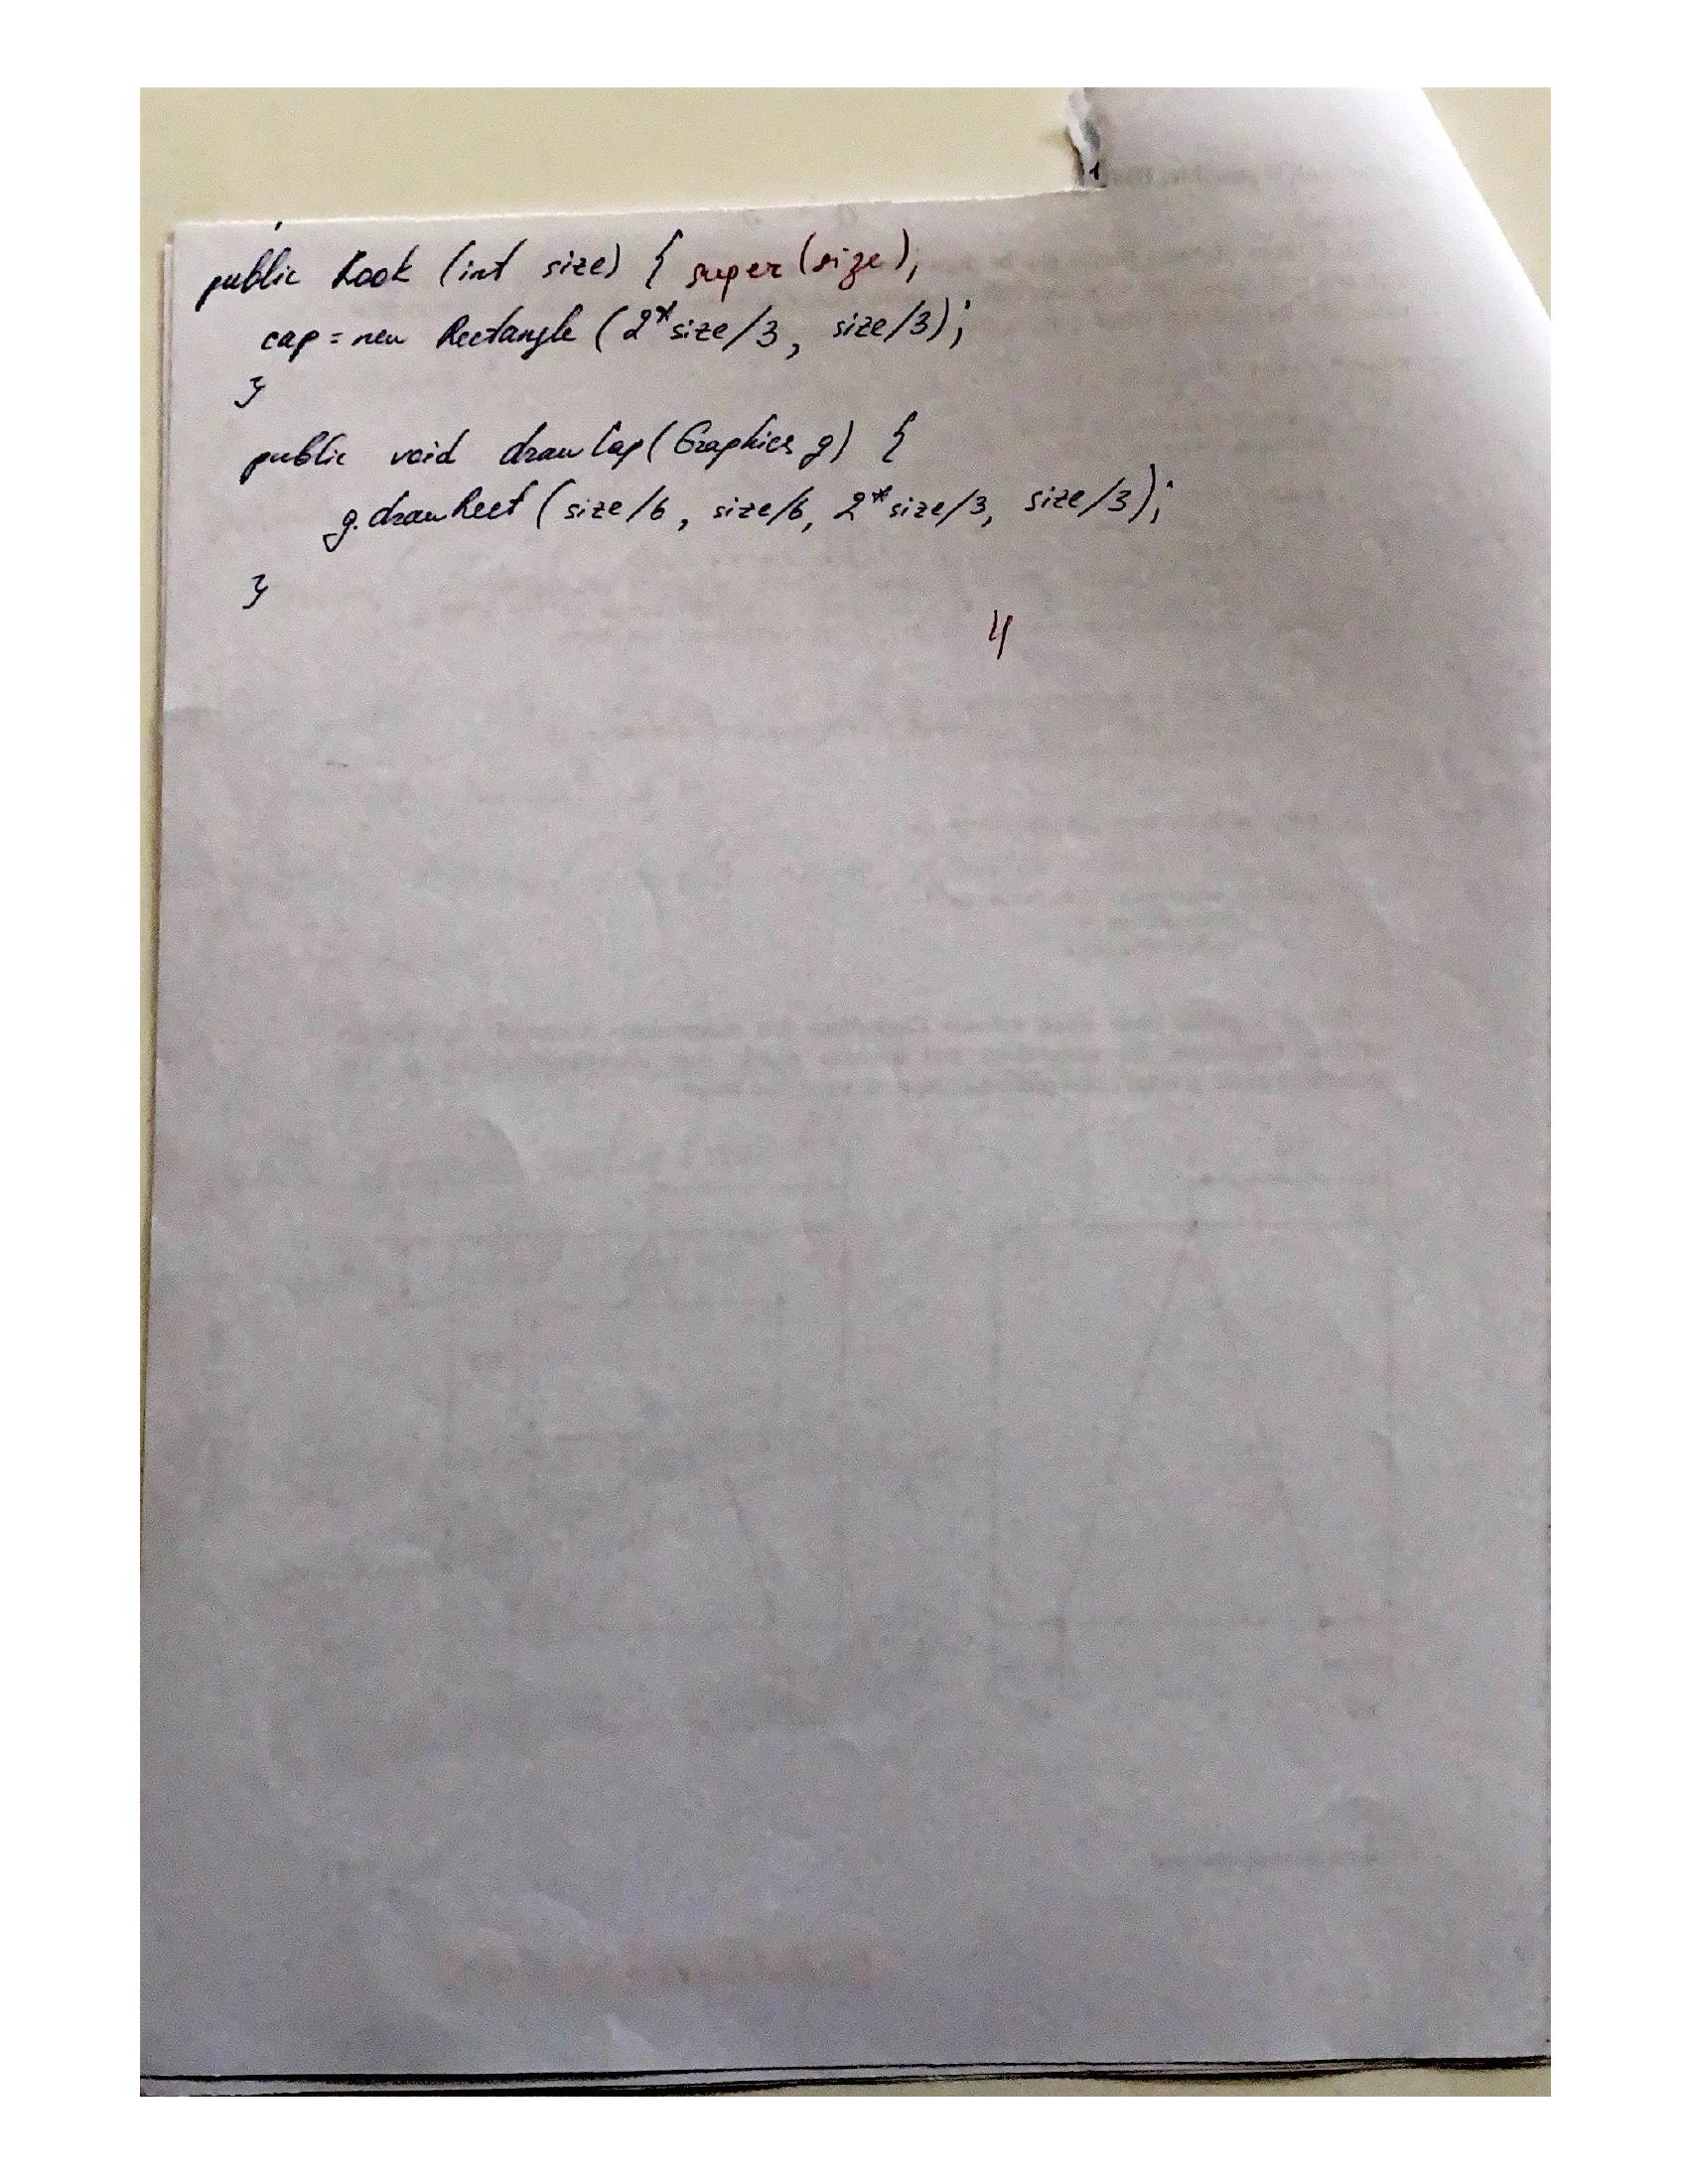 public Rook (int size) { super(size);
cap = new Rectangle (2*size/3, size/3);
}
public void drawCap(Graphics g) {
g.drawRect (size/6, size/6, 2*size/3, size/3);
}
4